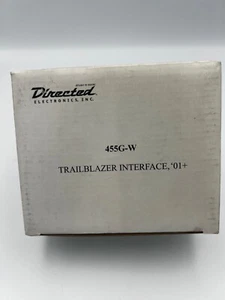 Directed
ELECTRONICS, INC.
455G-W
TRAILBLAZER INTERFACE, '01+